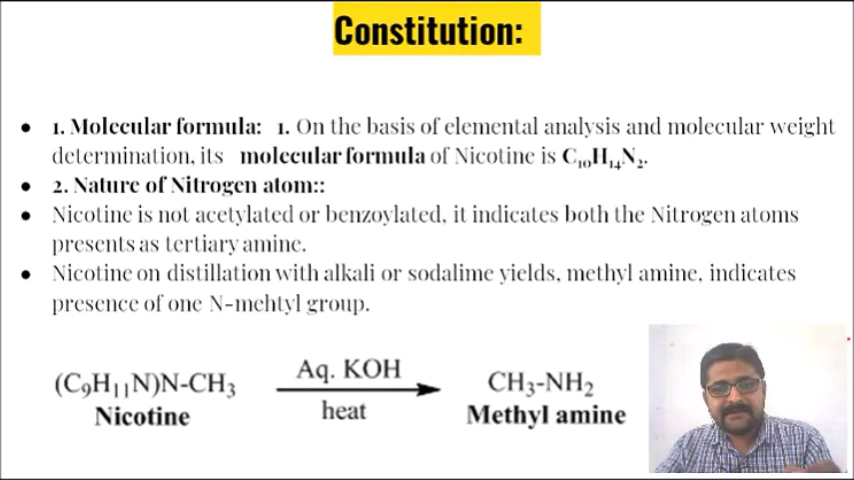 Constitution:
• 1. Molecular formula: 1. On the basis of elemental analysis and molecular weight
determination, its molecular formula of Nicotine is C₁₀H₁₄N₂.
• 2. Nature of Nitrogen atom::
• Nicotine is not acetylated or benzoylated, it indicates both the Nitrogen atoms
presents as tertiary amine.
• Nicotine on distillation with alkali or sodalime yields, methyl amine, indicates
presence of one N-mehtyl group.
(C₉H₁₁N)N-CH₃ Aq. KOH CH₃-NH₂
Nicotine heat Methyl amine